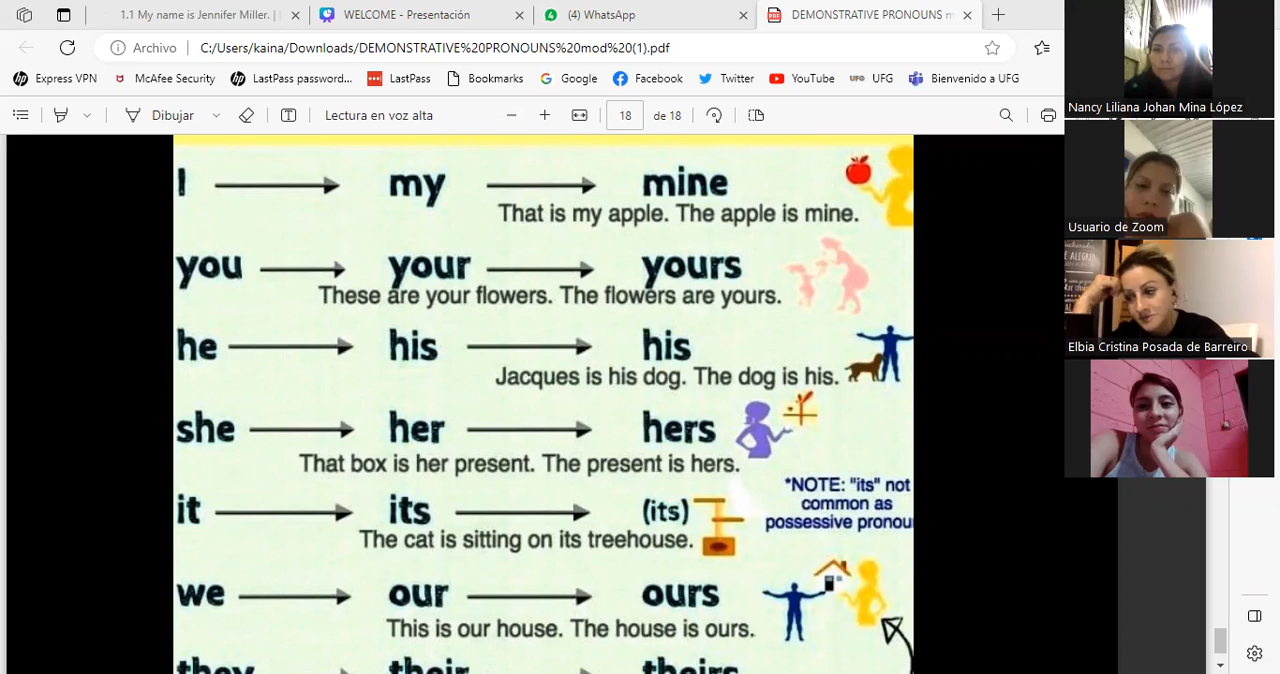 1.1 My name is Jennifer Miller. |
WELCOME - Presentación
4
(4) WhatsApp
DEMONSTRATIVE PRONOUNS m
Archivo
C:/Users/kaina/Downloads/DEMONSTRATIVE%20PRONOUNS%20mod%20(1).pdf
Express VPN
McAfee Security
LastPass password...
LastPass
Bookmarks
Google
Facebook
Twitter
YouTube
UFG
UFG
Bienvenido a UFG
Dibujar
Lectura en voz alta
18
de 18
I my mine
That is my apple. The apple is mine.
you your yours
These are your flowers. The flowers are yours.
he his his
Jacques is his dog. The dog is his.
she her hers
That box is her present. The present is hers.
it its (its)
The cat is sitting on its treehouse.
*NOTE: "its" not
common as
possessive pronou
we our ours
This is our house. The house is ours.
they their theirs
Nancy Liliana Johan Mina López
Usuario de Zoom
Elbia Cristina Posada de Barreiro